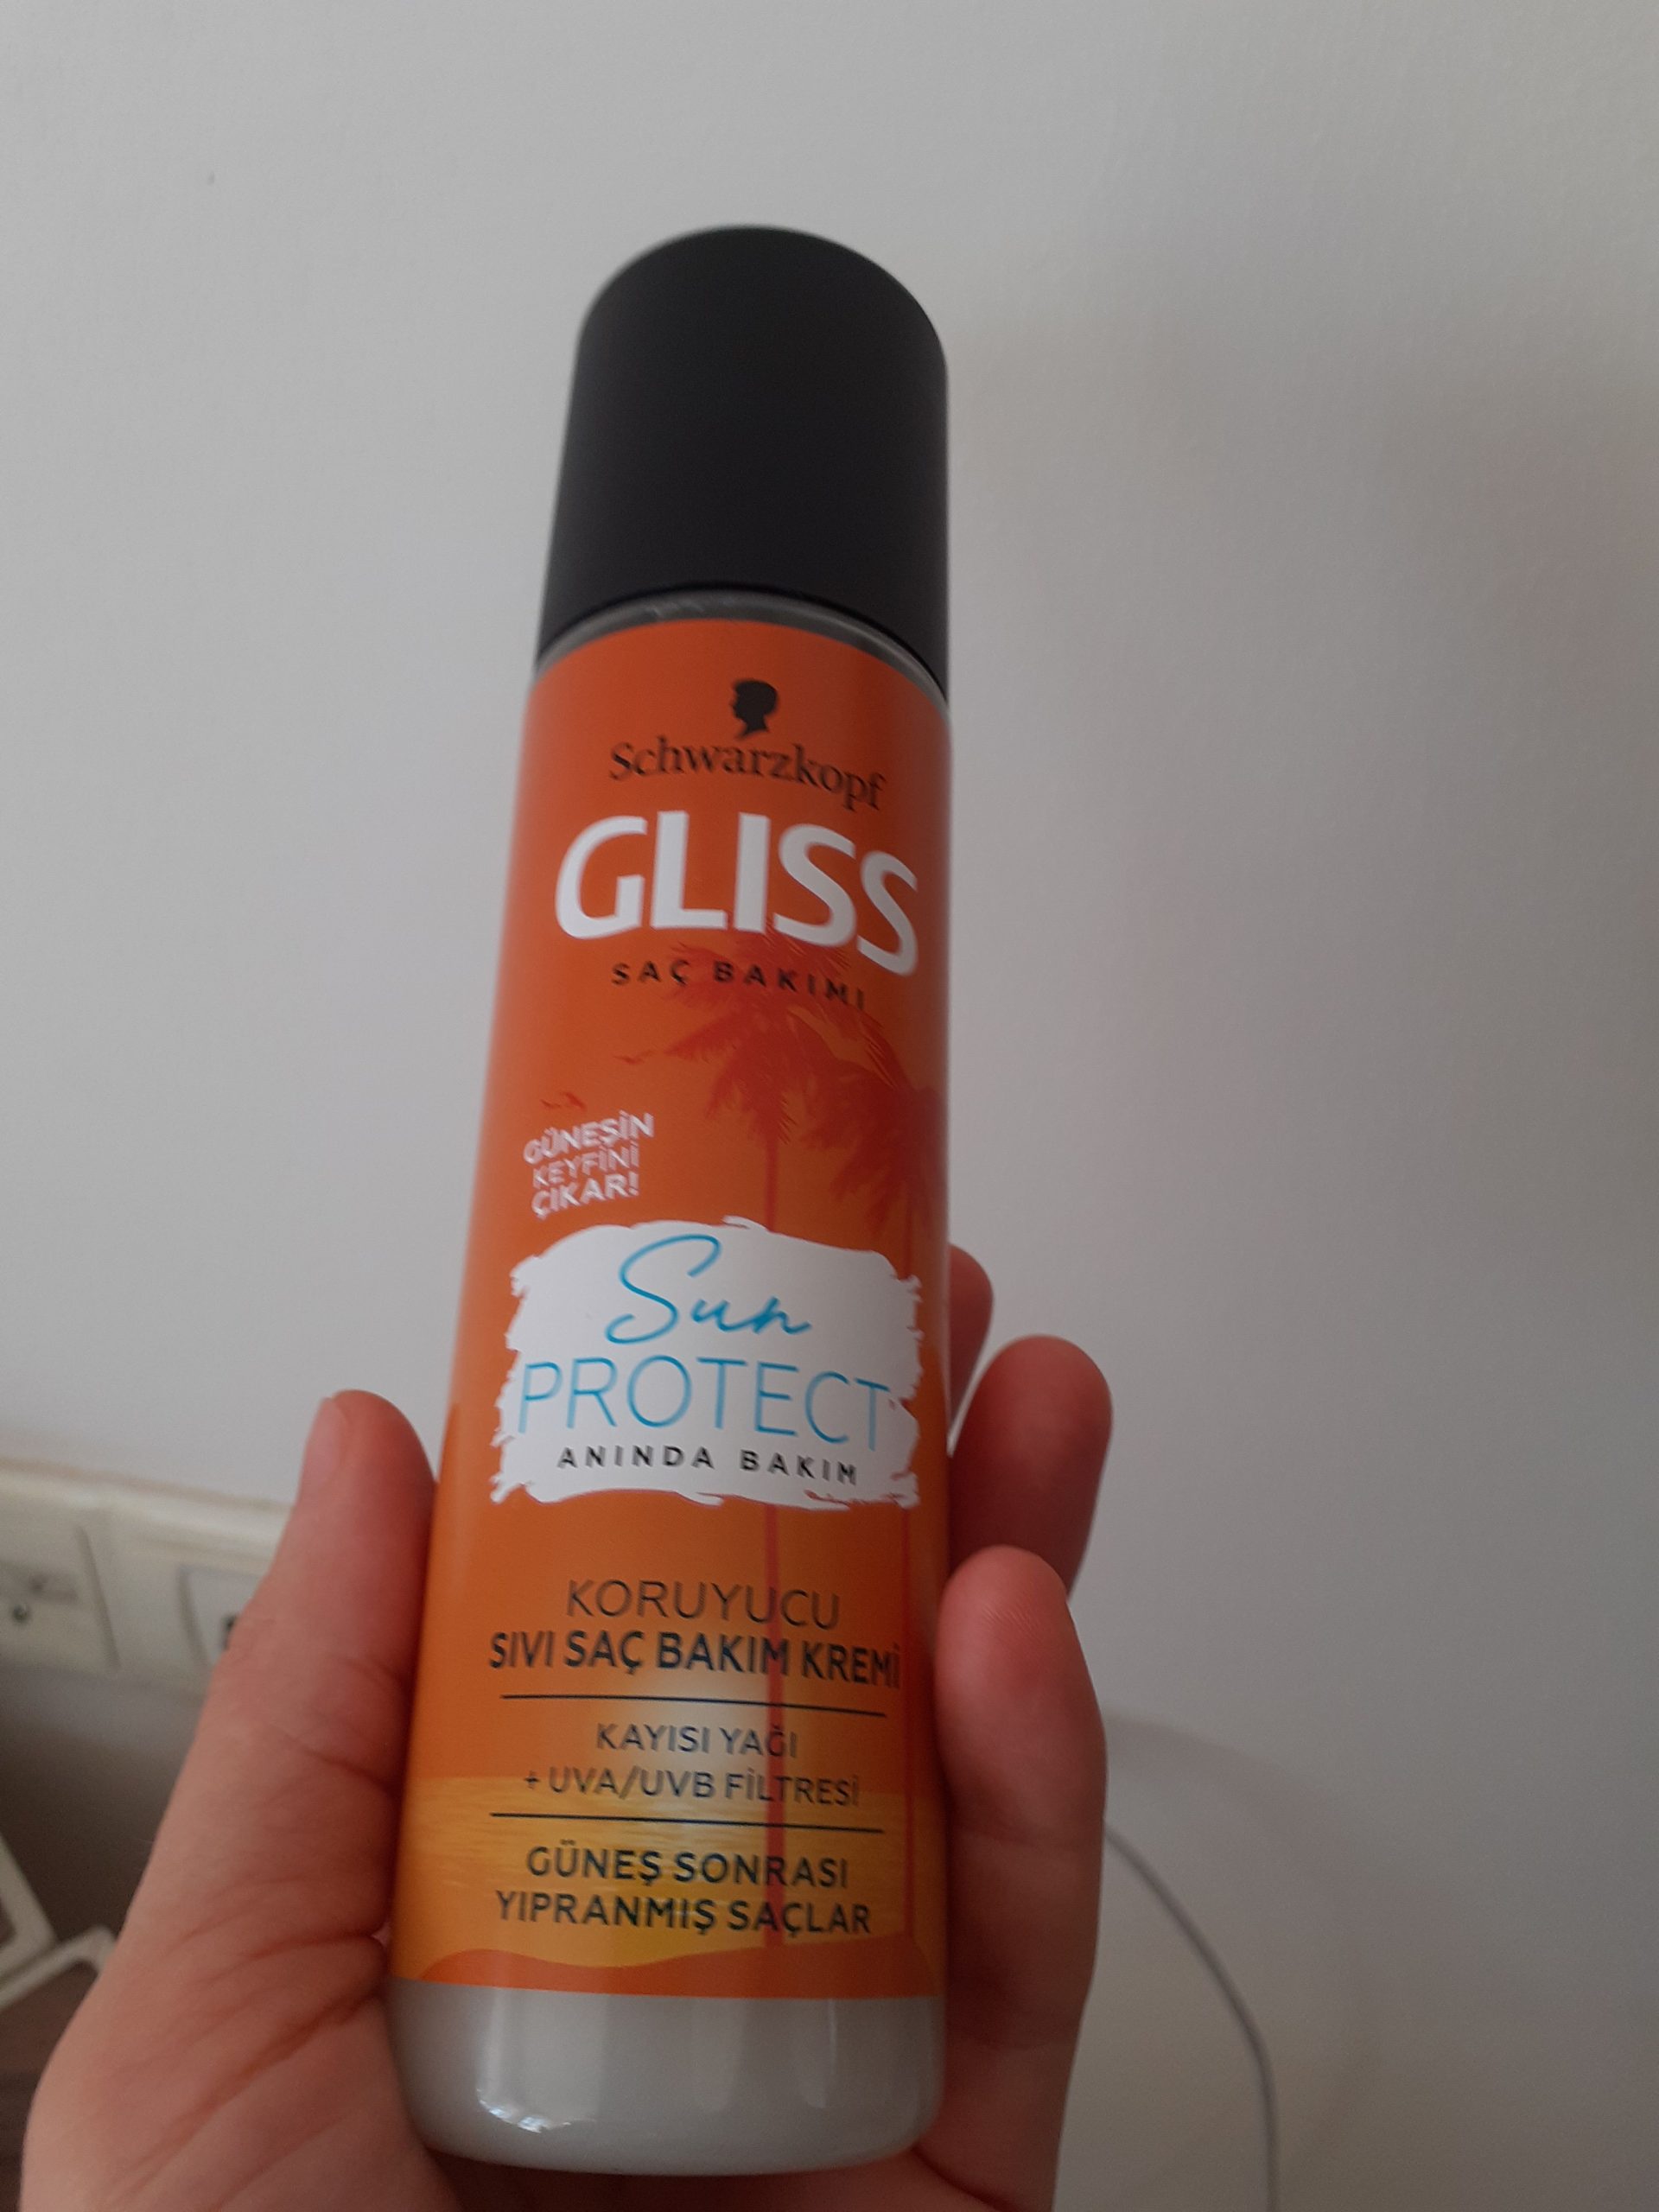 Schwarzkopf
GLISS
SAÇ BAKIMI
GÜNEŞİN
KEYFİNİ
ÇIKAR!
Sun
PROTECT
ANINDA BAKIM
KORUYUCU
SIVI SAÇ BAKIM KREMİ
KAYISI YAĞI
+ UVA/UVB FİLTRESİ
GÜNEŞ SONRASI
YIPRANMIŞ SAÇLAR